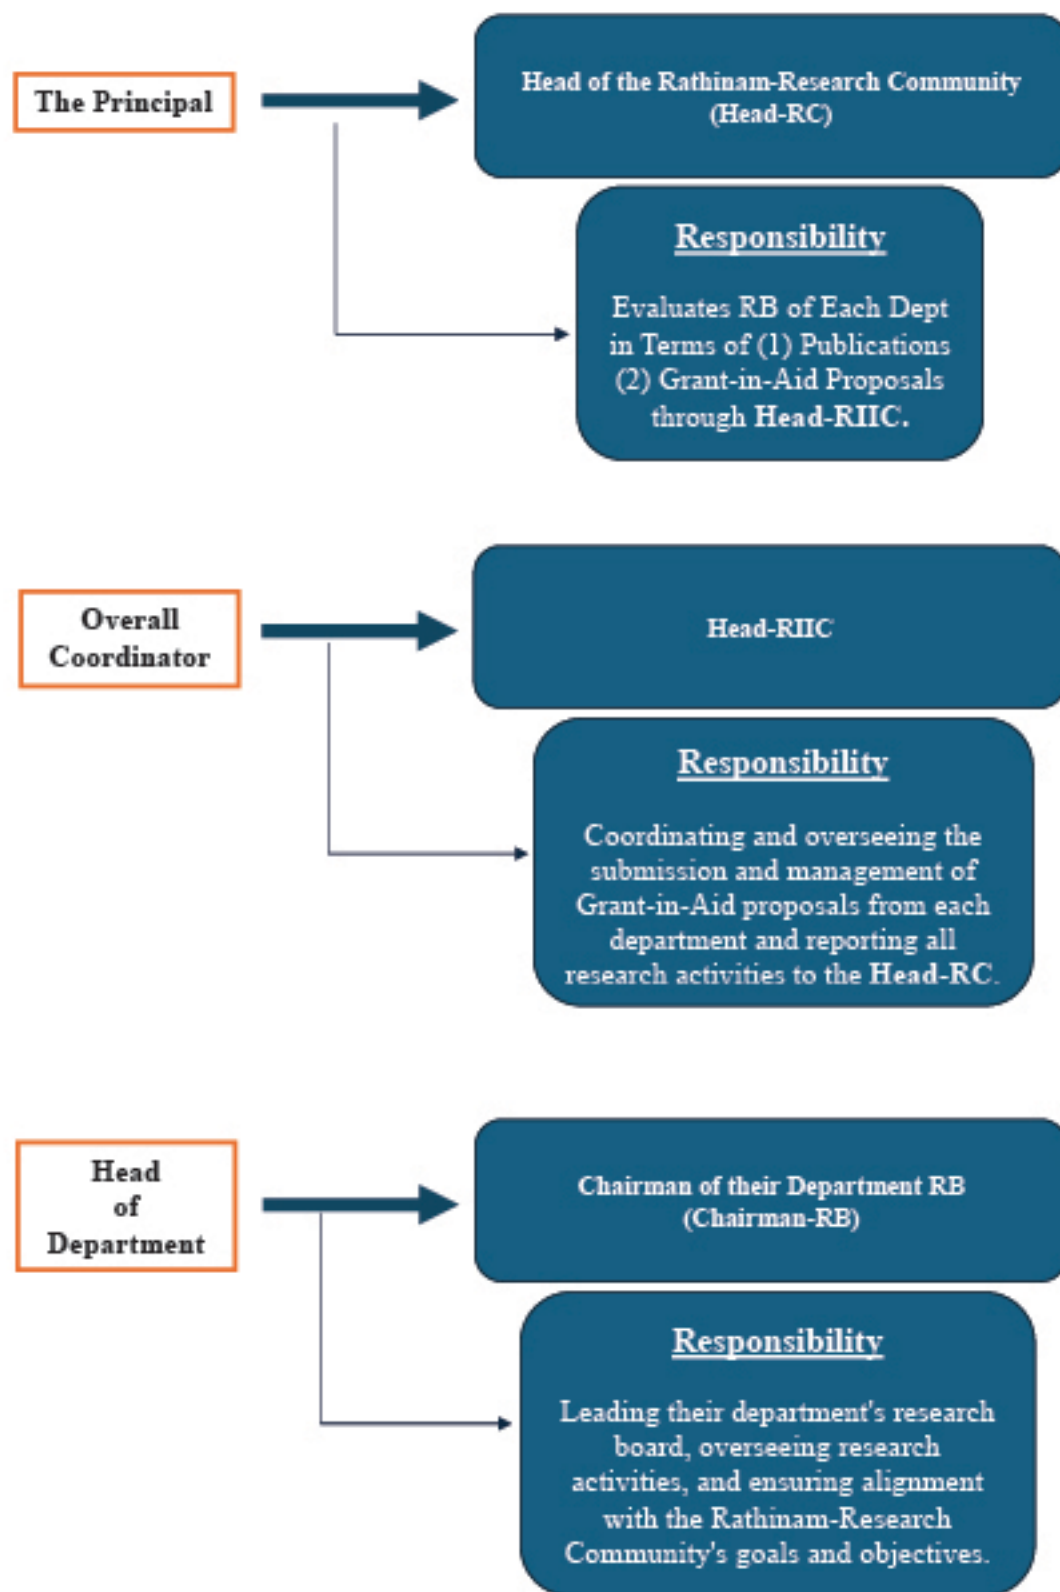 The Principal
Head of the Rathinam-Research Community
(Head-RC)
Responsibility
Evaluates RB of Each Dept
in Terms of (1) Publications
(2) Grant-in-Aid Proposals
through Head-RIIC.
Overall
Coordinator
Head-RIIC
Responsibility
Coordinating and overseeing the
submission and management of
Grant-in-Aid proposals from each
department and reporting all
research activities to the Head-RC.
Head
of
Department
Chairman of their Department RB
(Chairman-RB)
Responsibility
Leading their department's research
board, overseeing research
activities, and ensuring alignment
with the Rathinam-Research
Community's goals and objectives.